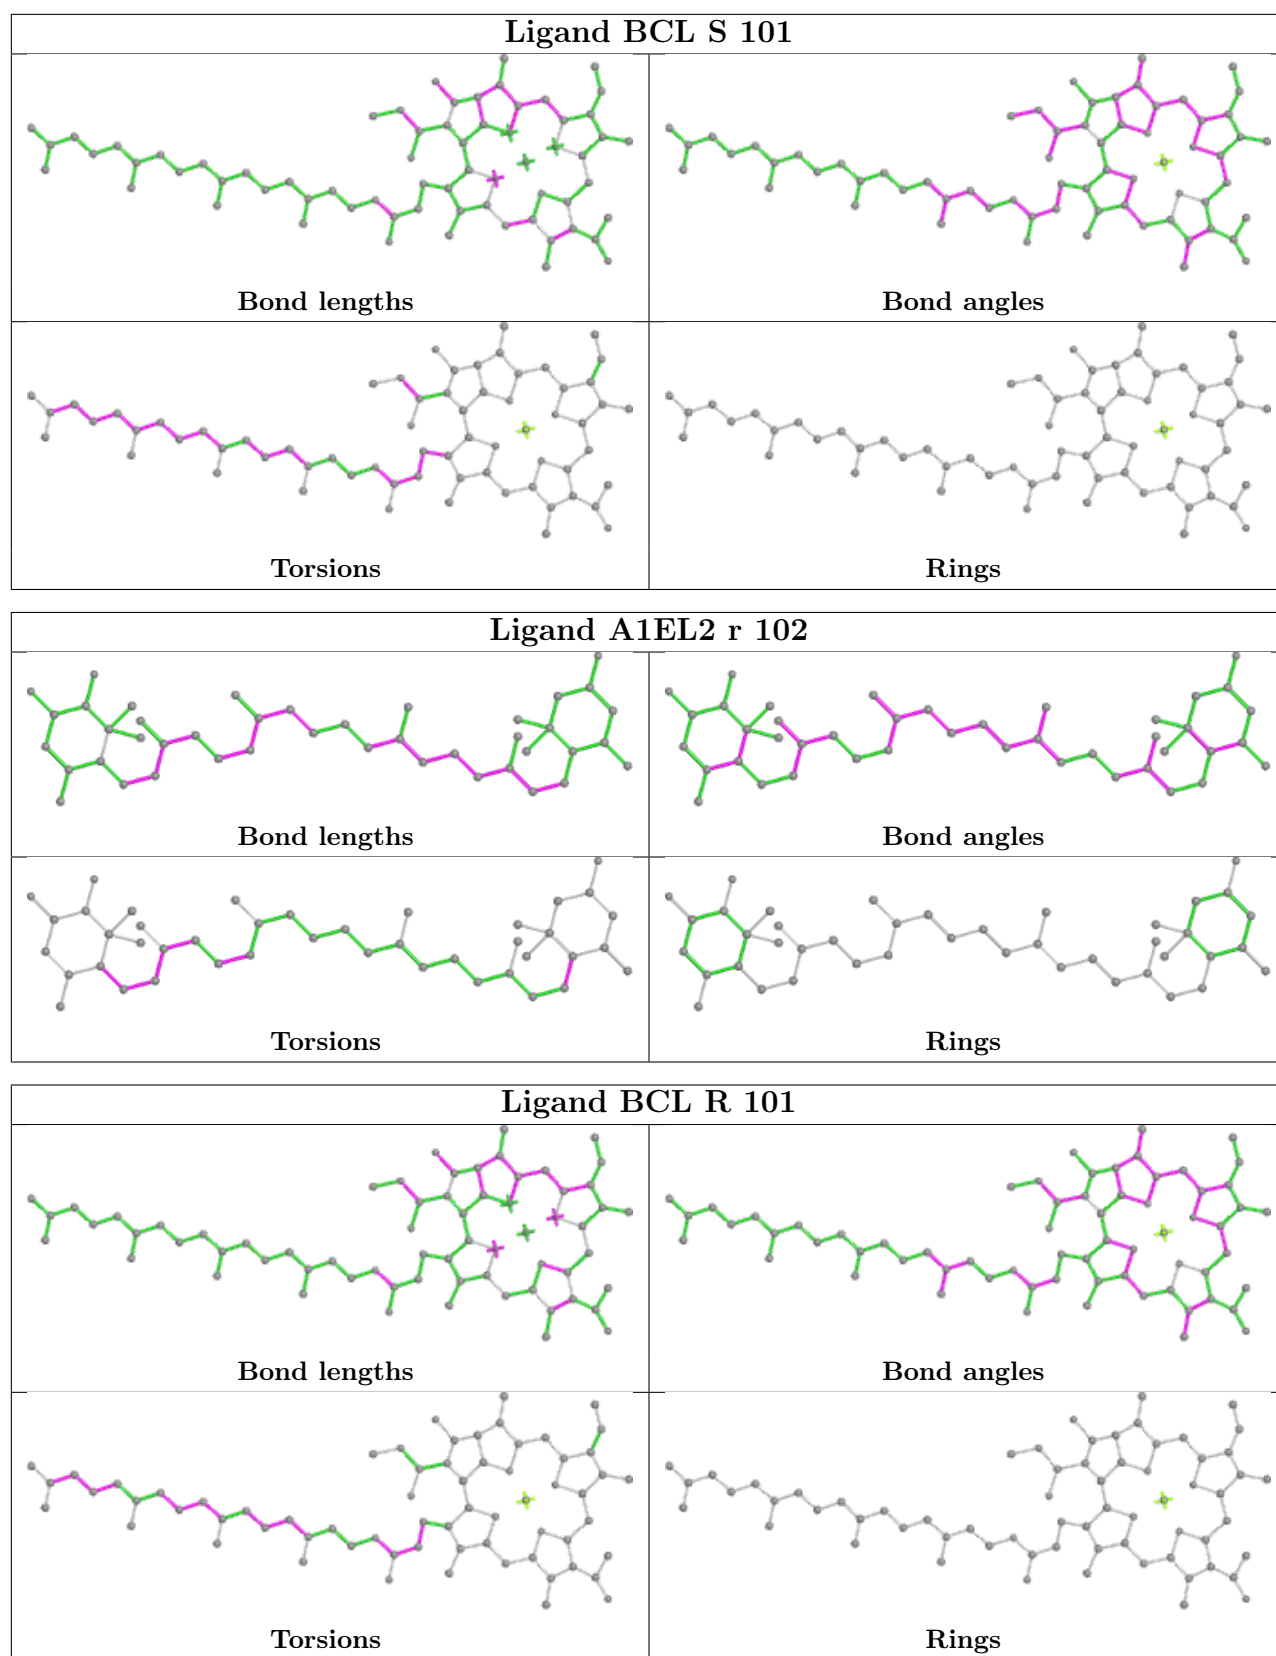 Ligand BCL S 101
Bond lengths
Bond angles
Torsions
Rings
Ligand A1EL2 r 102
Bond lengths
Bond angles
Torsions
Rings
Ligand BCL R 101
Bond lengths
Bond angles
Torsions
Rings